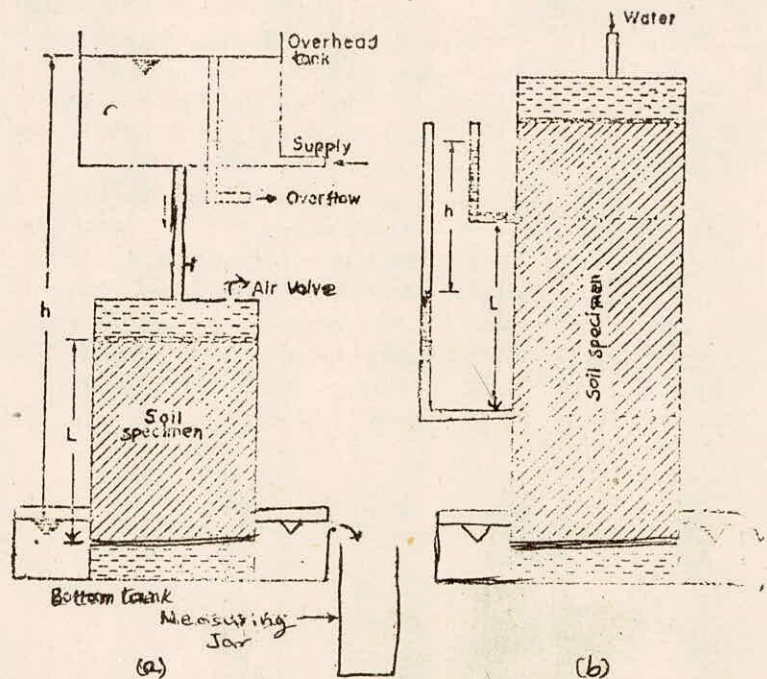 Water
Overhead
tank
h
Supply
Overflow
Air Valve
h
L
Soil specimen
L
Soil
specimen
Bottom tank
Measuring
Jar
(a)
(b)